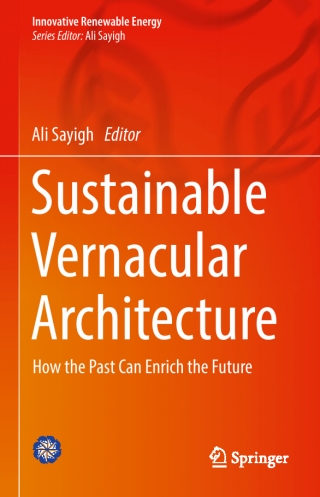 Innovative Renewable Energy
Series Editor: Ali Sayigh
Ali Sayigh Editor
Sustainable
Vernacular
Architecture
How the Past Can Enrich the Future
Springer